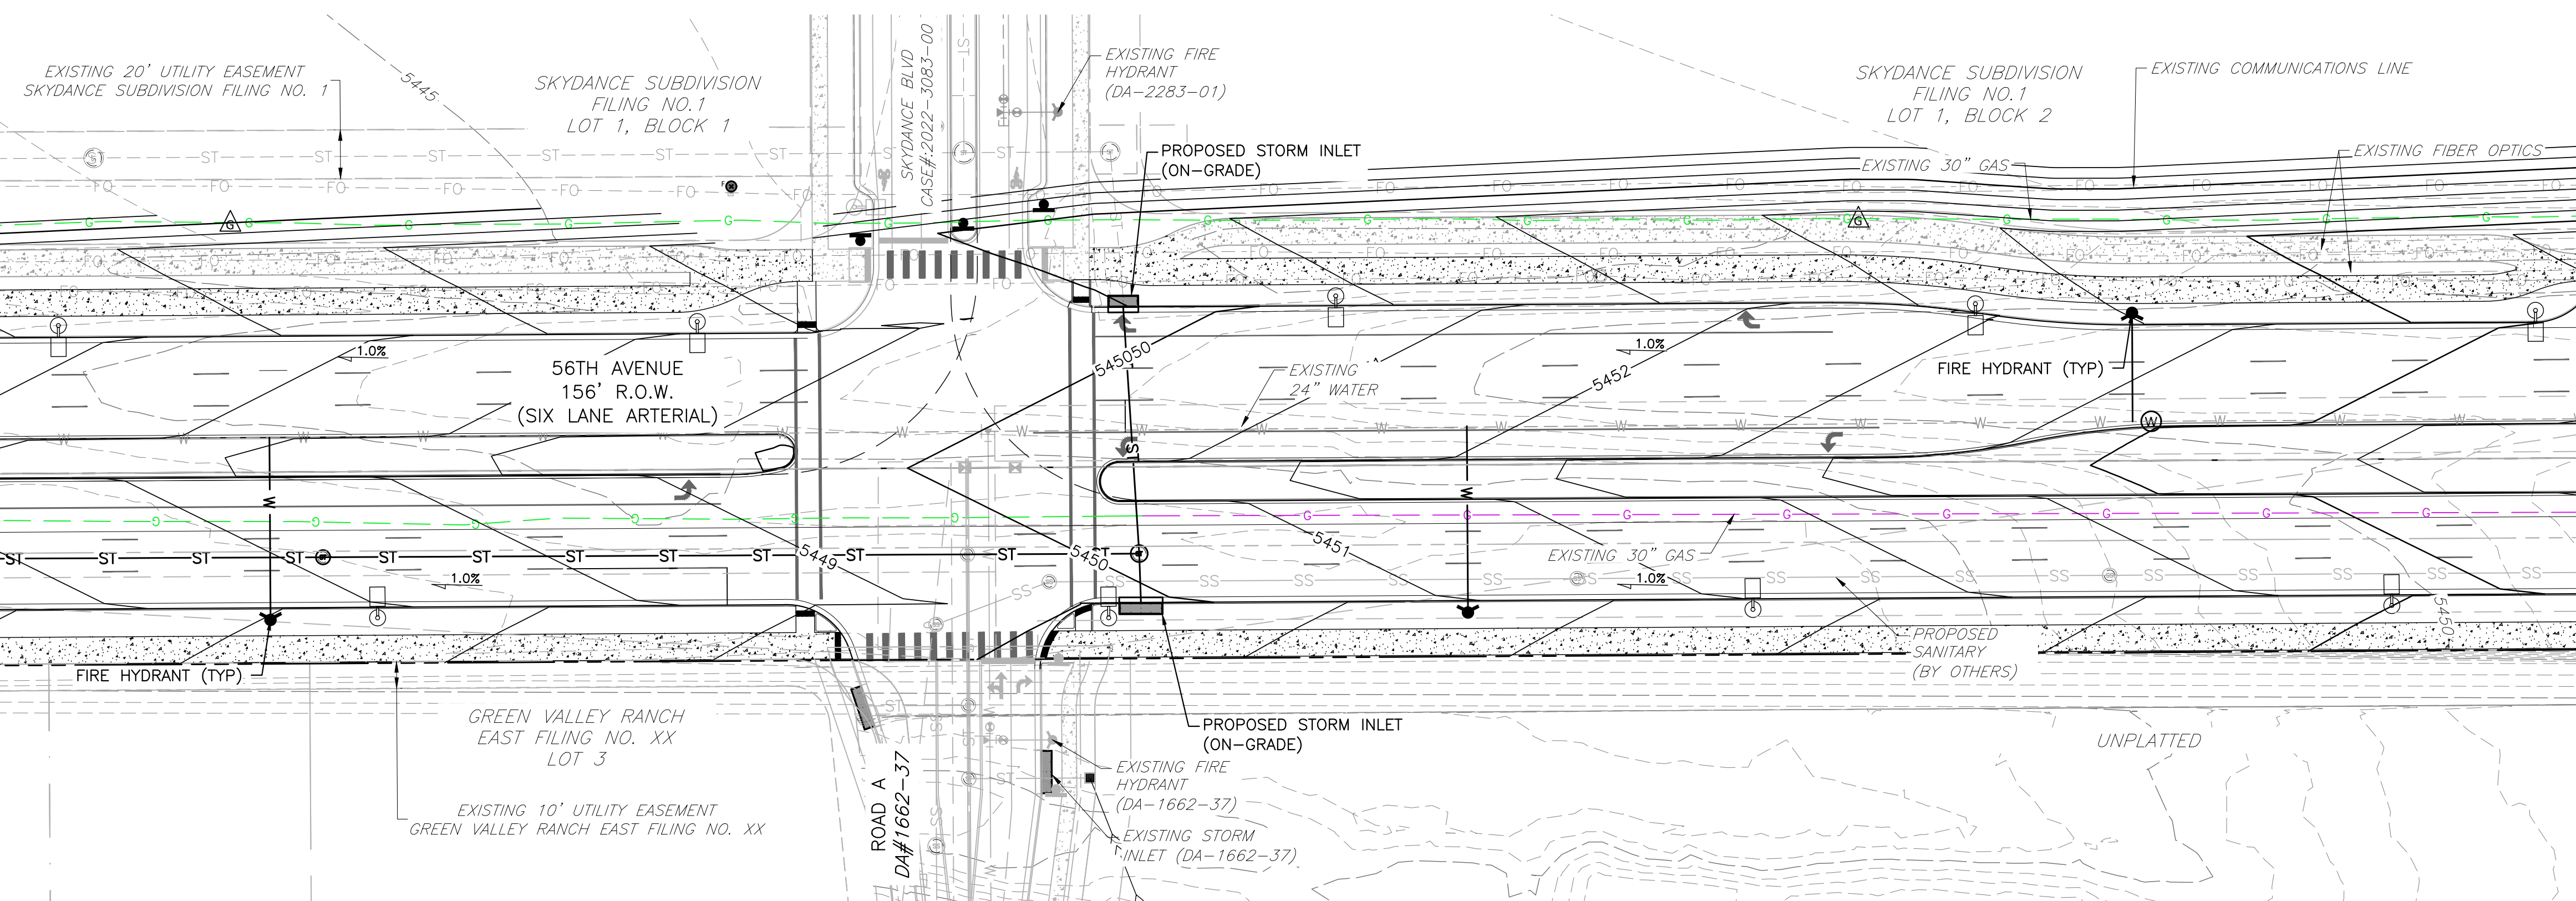 EXISTING 20' UTILITY EASEMENT
SKYDANCE SUBDIVISION FILING NO. 1
5445
SKYDANCE SUBDIVISION
FILING NO.1
LOT 1, BLOCK 1
SKYDANCE BLVD
CASE#:2022-3083-00
EXISTING FIRE
HYDRANT
(DA-2283-01)
PROPOSED STORM INLET
(ON-GRADE)
SKYDANCE SUBDIVISION
FILING NO.1
LOT 1, BLOCK 2
EXISTING COMMUNICATIONS LINE
EXISTING 30" GAS
EXISTING FIBER OPTICS
1.0%
56TH AVENUE
156' R.O.W.
(SIX LANE ARTERIAL)
545050
EXISTING
24" WATER
1.0%
5452
FIRE HYDRANT (TYP)
5449
5450
5451
EXISTING 30" GAS
1.0%
1.0%
FIRE HYDRANT (TYP)
PROPOSED
SANITARY
(BY OTHERS)
5450
GREEN VALLEY RANCH
EAST FILING NO. XX
LOT 3
EXISTING 10' UTILITY EASEMENT
GREEN VALLEY RANCH EAST FILING NO. XX
ROAD A
DA#1662-37
PROPOSED STORM INLET
(ON-GRADE)
EXISTING FIRE
HYDRANT
(DA-1662-37)
EXISTING STORM
INLET (DA-1662-37)
UNPLATTED